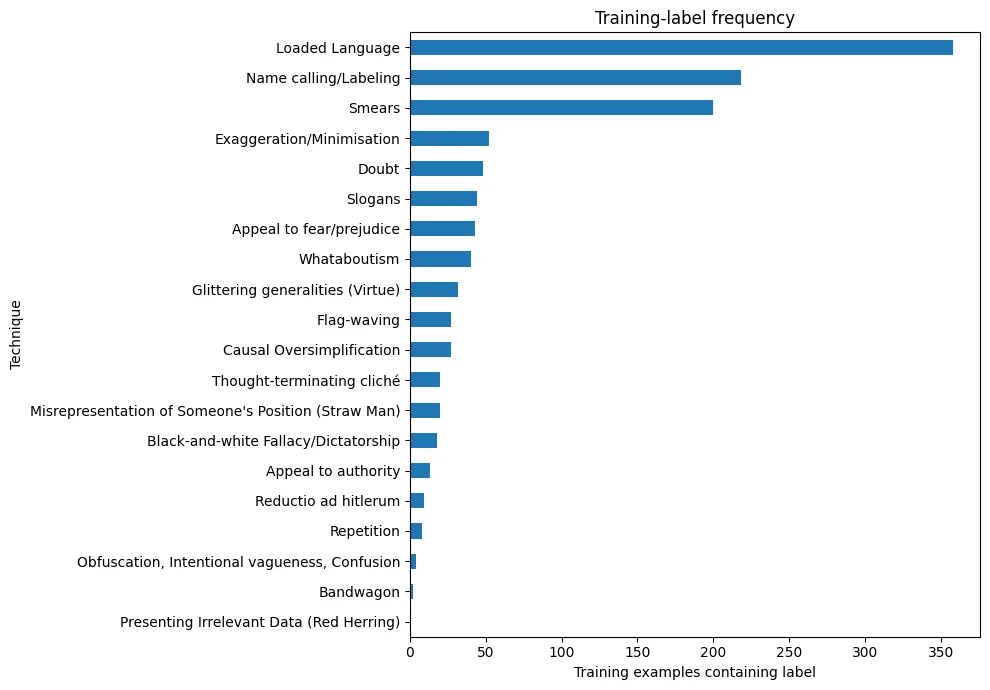 Training-label frequency
Loaded Language
Name calling/Labeling
Smears
Exaggeration/Minimisation
Doubt
Slogans
Appeal to fear/prejudice
Whataboutism
Glittering generalities (Virtue)
Flag-waving
Causal Oversimplification
Thought-terminating cliché
Misrepresentation of Someone's Position (Straw Man)
Black-and-white Fallacy/Dictatorship
Appeal to authority
Reductio ad hitlerum
Repetition
Obfuscation, Intentional vagueness, Confusion
Bandwagon
Presenting Irrelevant Data (Red Herring)
Technique
0 50 100 150 200 250 300 350
Training examples containing label